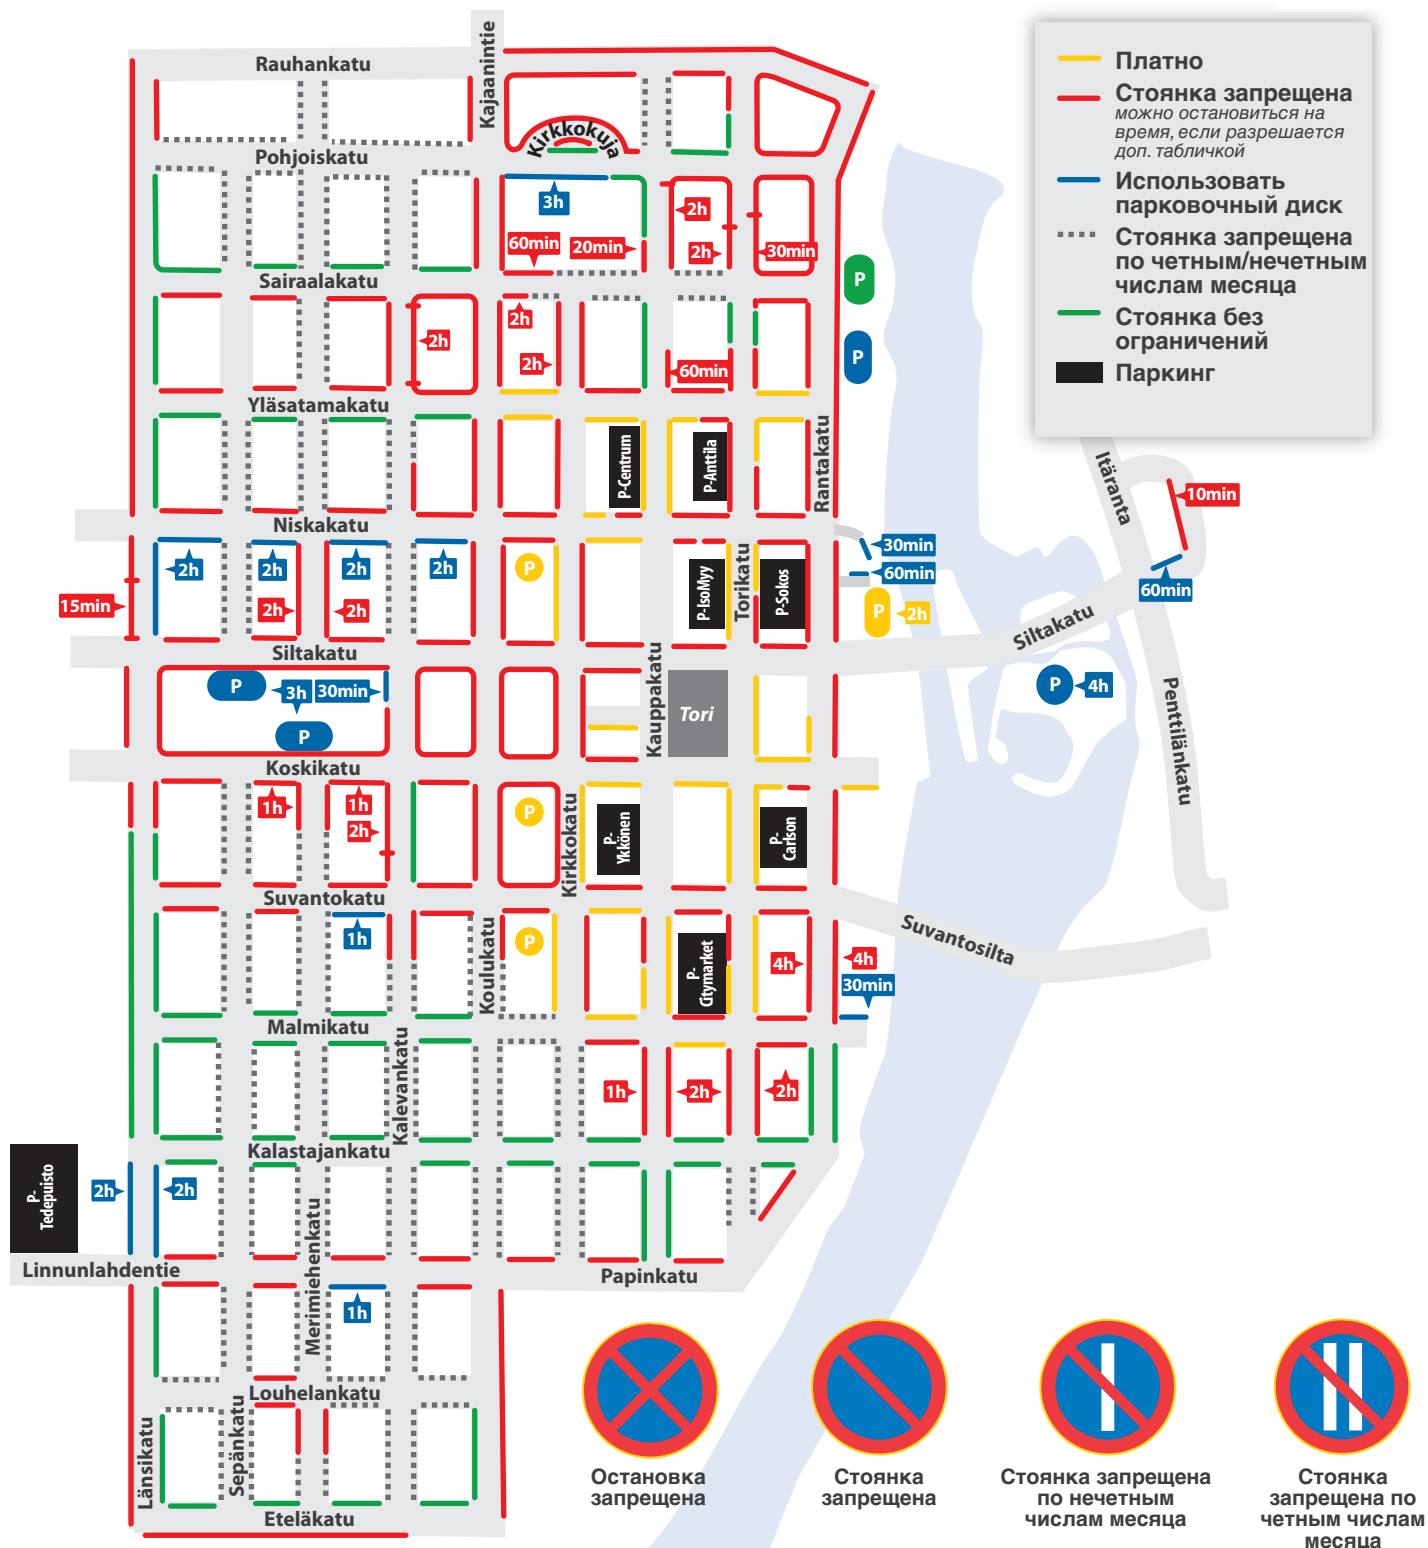 Kajaanintie
Rauhankatu
Kirkkokuja
Pohjoiskatu
3h
2h
60min
20min
2h
30min
Sairaalakatu
P
2h
2h
2h
60min
P
Yläsatamakatu
P-Centrum
P-Anttila
Rantakatu
Niskakatu
2h
2h
2h
2h
P
30min
60min
15min
2h
2h
P-IsoMyy
Torikatu
P-Sokos
P
2h
Siltakatu
Siltakatu
P
3h
30min
P
Kauppakatu
Tori
P
4h
Itäranta
10min
60min
Penttilänkatu
Koskikatu
1h
1h
2h
P
Kirkkokatu
P-
Ykkönen
P-
Carlson
Suvantokatu
1h
Koulukatu
P
P-
Citymarket
4h
4h
30min
Suvantosilta
Malmikatu
Kalevankatu
1h
2h
2h
Kalastajankatu
P-
Tedepuisto
2h
2h
Merimiehenkatu
Linnunlahdentie
Papinkatu
1h
Louhelankatu
Länsikatu
Sepänkatu
Eteläkatu
Платно
Стоянка запрещена
можно остановиться на
время, если разрешается
доп. табличкой
Использовать
парковочный диск
Стоянка запрещена
по четным/нечетным
числам месяца
Стоянка без
ограничений
Паркинг
Остановка
запрещена
Стоянка
запрещена
Стоянка запрещена
по нечетным
числам месяца
Стоянка
запрещена по
четным числам
месяца